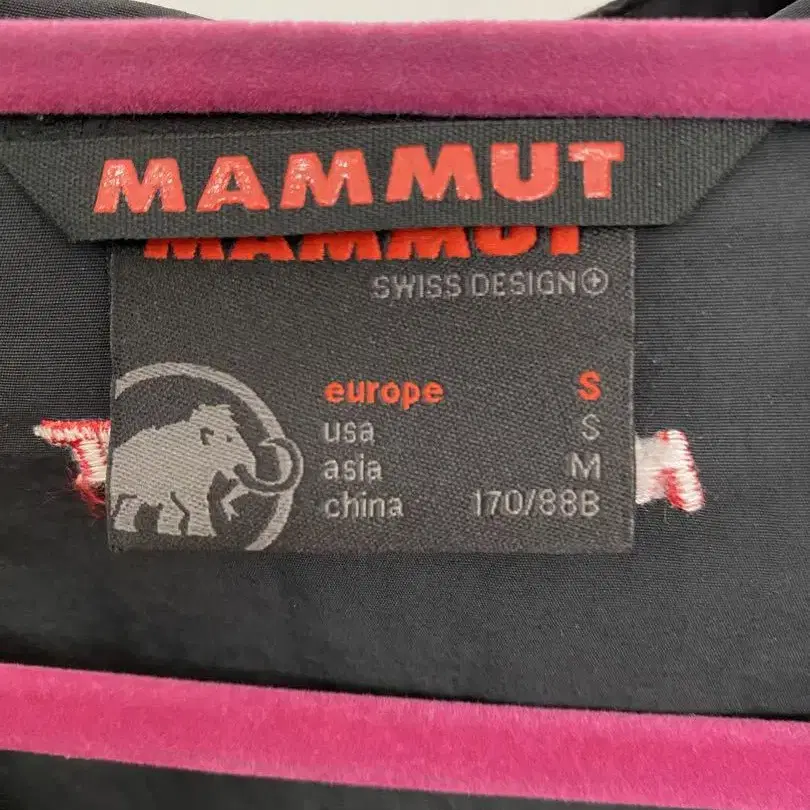 MAMMUT
MAMMUT
SWISS DESIGN
europe S
usa S
asia M
china 170/88B